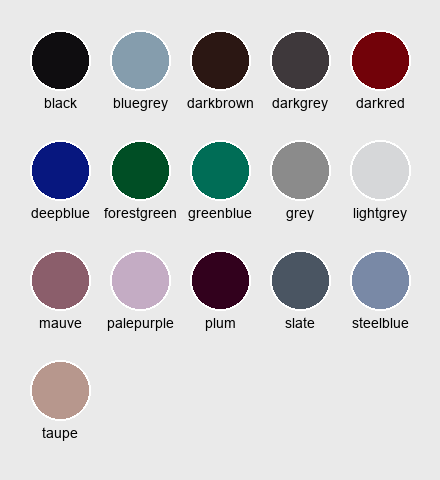 black bluegrey darkbrown darkgrey darkred
deepblue forestgreen greenblue grey lightgrey
mauve palepurple plum slate steelblue
taupe